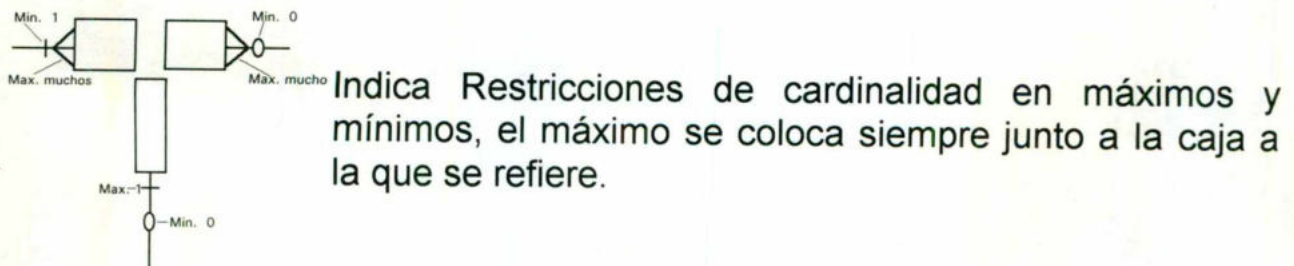 Min. 1
Min. 0
Max. muchos
Max. mucho
Indica Restricciones de cardinalidad en máximos y
mínimos, el máximo se coloca siempre junto a la caja a
la que se refiere.
Max. 1
Min. 0